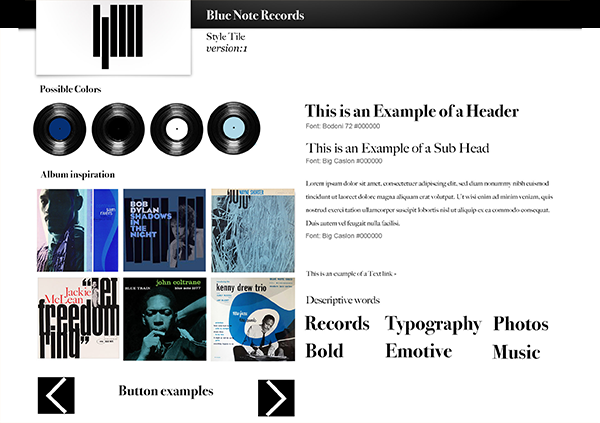 Blue Note Records
Style Tile
version:1
Possible Colors
Album inspiration
BOB
DYLAN
SHADOWS
IN THE
NIGHT
JUJU
WAYNE SHORTER
Jackie
McLean
"let
freedom
ring"
BLUE TRAIN
john coltrane
kenny drew trio
Button examples
This is an Example of a Header
Font: Bodoni 72 #000000
This is an Example of a Sub Head
Font: Big Caslon #000000
Lorem ipsum dolor sit amet, consectetuer adipiscing elit, sed diam nonummy nibh euismod
tincidunt ut laoreet dolore magna aliquam erat volutpat. Ut wisi enim ad minim veniam, quis
nostrud exerci tation ullamcorper suscipit lobortis nisl ut aliquip ex ea commodo consequat.
Duis autem vel feugait nulla facilisi.
Font: Big Caslon #000000
This is an example of a Text link »
Descriptive words
Records Typography Photos
Bold Emotive Music